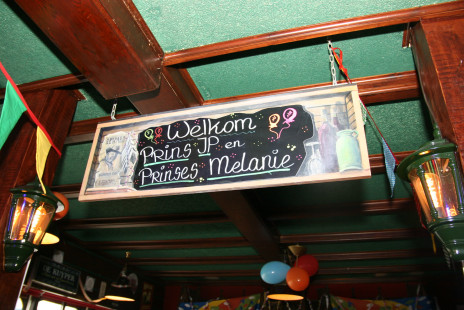 Welkom
Prins JP en
Prinses Melanie